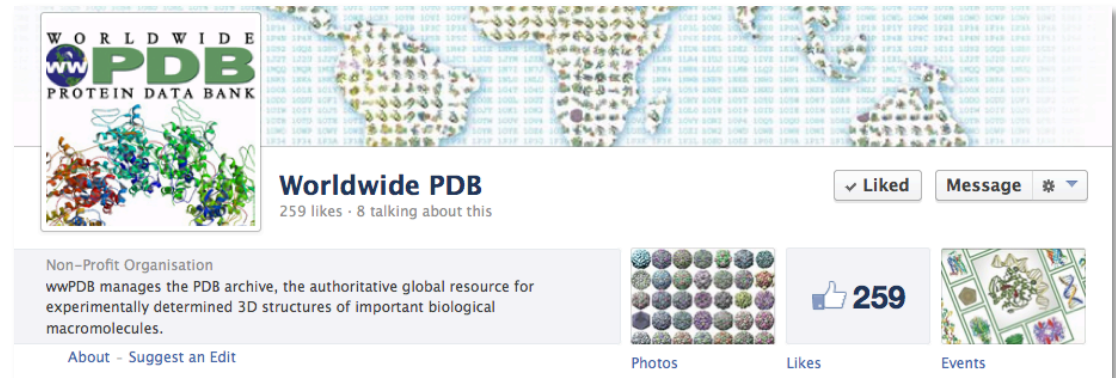 WORLDWIDE
wwPDB
PROTEIN DATA BANK
Worldwide PDB
Liked
Message
259 likes · 8 talking about this
Non-Profit Organisation
wwPDB manages the PDB archive, the authoritative global resource for
experimentally determined 3D structures of important biological
macromolecules.
259
About – Suggest an Edit
Photos
Likes
Events